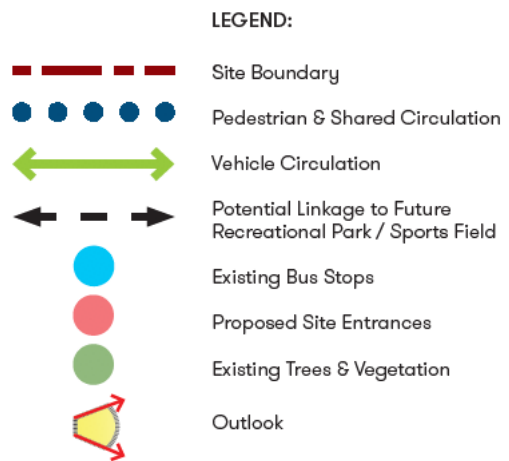 LEGEND:
Site Boundary
Pedestrian & Shared Circulation
Vehicle Circulation
Potential Linkage to Future
Recreational Park / Sports Field
Existing Bus Stops
Proposed Site Entrances
Existing Trees & Vegetation
Outlook